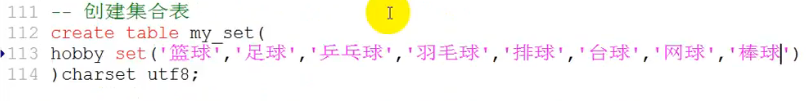 111 -- 创建集合表
112 create table my_set(
113 hobby set('篮球','足球','乒乓球','羽毛球','排球','台球','网球','棒球')
114 )charset utf8;